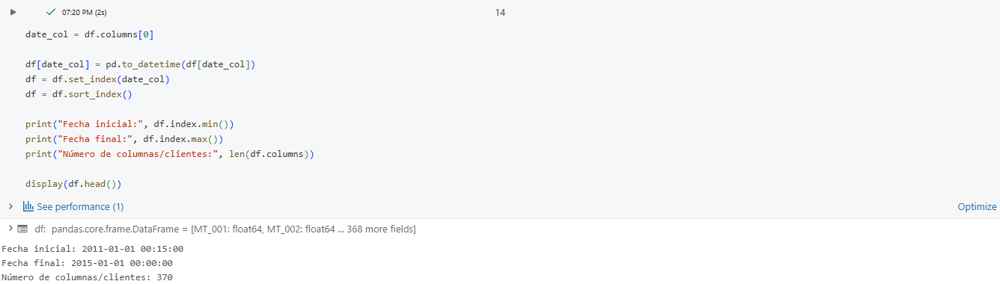 07:20 PM (2s)
14
date_col = df.columns[0]
df[date_col] = pd.to_datetime(df[date_col])
df = df.set_index(date_col)
df = df.sort_index()
print("Fecha inicial:", df.index.min())
print("Fecha final:", df.index.max())
print("Número de columnas/clientes:", len(df.columns))
display(df.head())
See performance (1)
Optimize
df: pandas.core.frame.DataFrame = [MT_001: float64, MT_002: float64 ... 368 more fields]
Fecha inicial: 2011-01-01 00:15:00
Fecha final: 2015-01-01 00:00:00
Número de columnas/clientes: 370